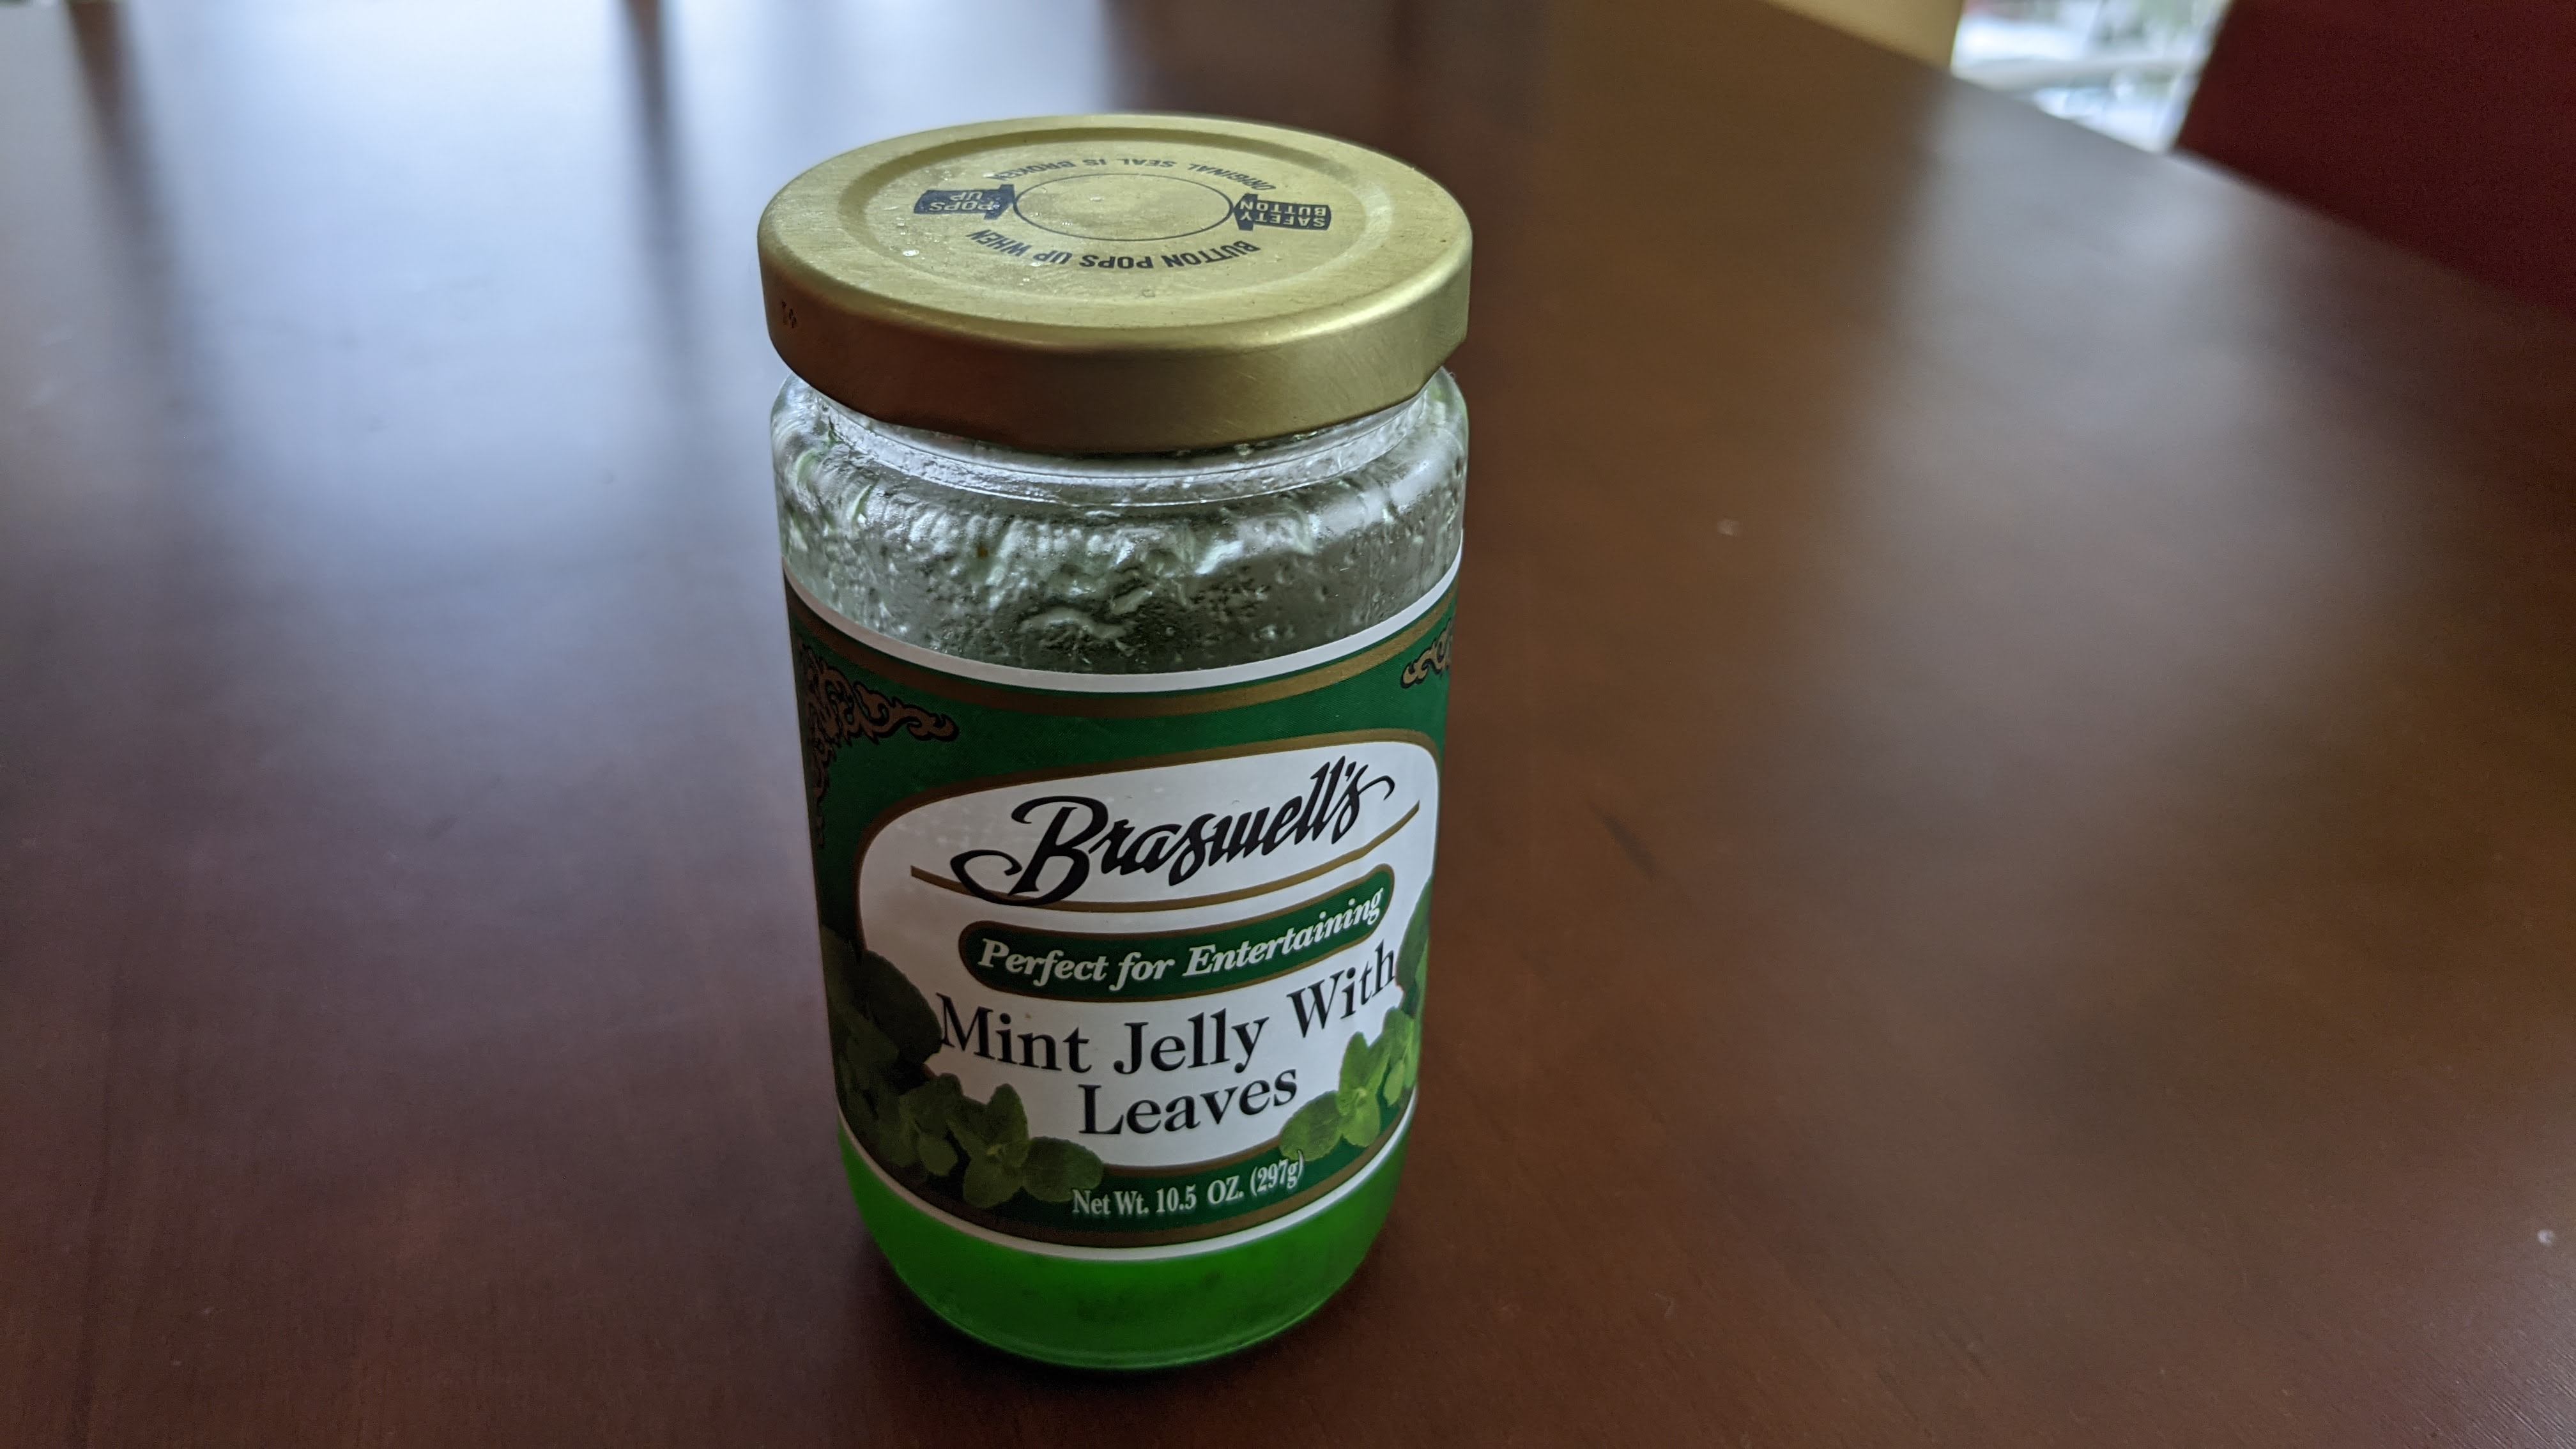 BUTTON POPS UP WHEN
ORIGINAL SEAL IS BROKEN
SAFETY
BUTTON
POPS
UP
Braswell's
Perfect for Entertaining
Mint Jelly With
Leaves
Net Wt. 10.5 OZ. (297g)